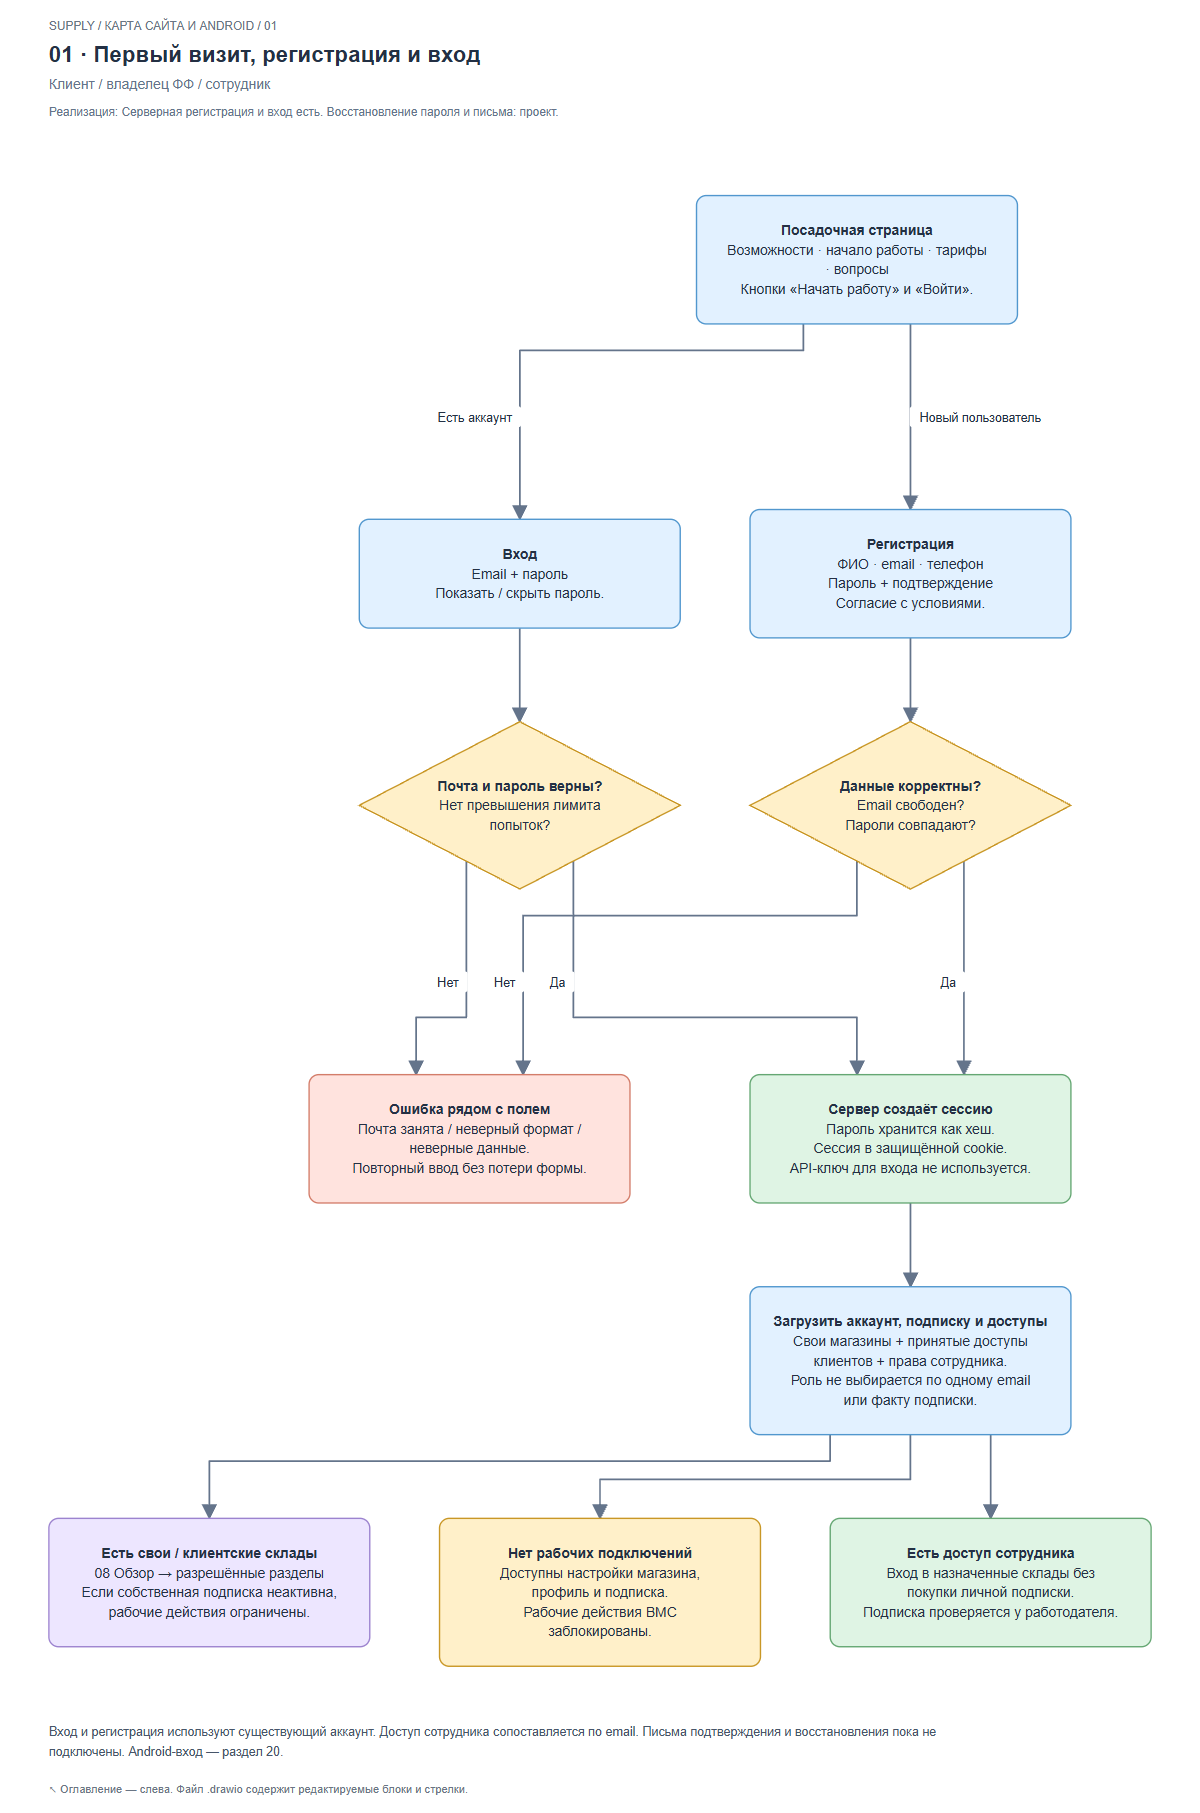 SUPPLY / КАРТА САЙТА И ANDROID / 01
01 · Первый визит, регистрация и вход
Клиент / владелец ФФ / сотрудник
Реализация: Серверная регистрация и вход есть. Восстановление пароля и письма: проект.
Посадочная страница
Возможности · начало работы · тарифы
· вопросы
Кнопки «Начать работу» и «Войти».
Есть аккаунт
Новый пользователь
Вход
Email + пароль
Показать / скрыть пароль.
Регистрация
ФИО · email · телефон
Пароль + подтверждение
Согласие с условиями.
Почта и пароль верны?
Нет превышения лимита
попыток?
Данные корректны?
Email свободен?
Пароли совпадают?
Нет
Нет
Да
Да
Ошибка рядом с полем
Почта занята / неверный формат /
неверные данные.
Повторный ввод без потери формы.
Сервер создаёт сессию
Пароль хранится как хеш.
Сессия в защищённой cookie.
API-ключ для входа не используется.
Загрузить аккаунт, подписку и доступы
Свои магазины + принятые доступы
клиентов + права сотрудника.
Роль не выбирается по одному email
или факту подписки.
Есть свои / клиентские склады
08 Обзор → разрешённые разделы
Если собственная подписка неактивна,
рабочие действия ограничены.
Нет рабочих подключений
Доступны настройки магазина,
профиль и подписка.
Рабочие действия ВМС
заблокированы.
Есть доступ сотрудника
Вход в назначенные склады без
покупки личной подписки.
Подписка проверяется у работодателя.
Вход и регистрация используют существующий аккаунт. Доступ сотрудника сопоставляется по email. Письма подтверждения и восстановления пока не
подключены. Android-вход — раздел 20.
↖ Оглавление — слева. Файл .drawio содержит редактируемые блоки и стрелки.